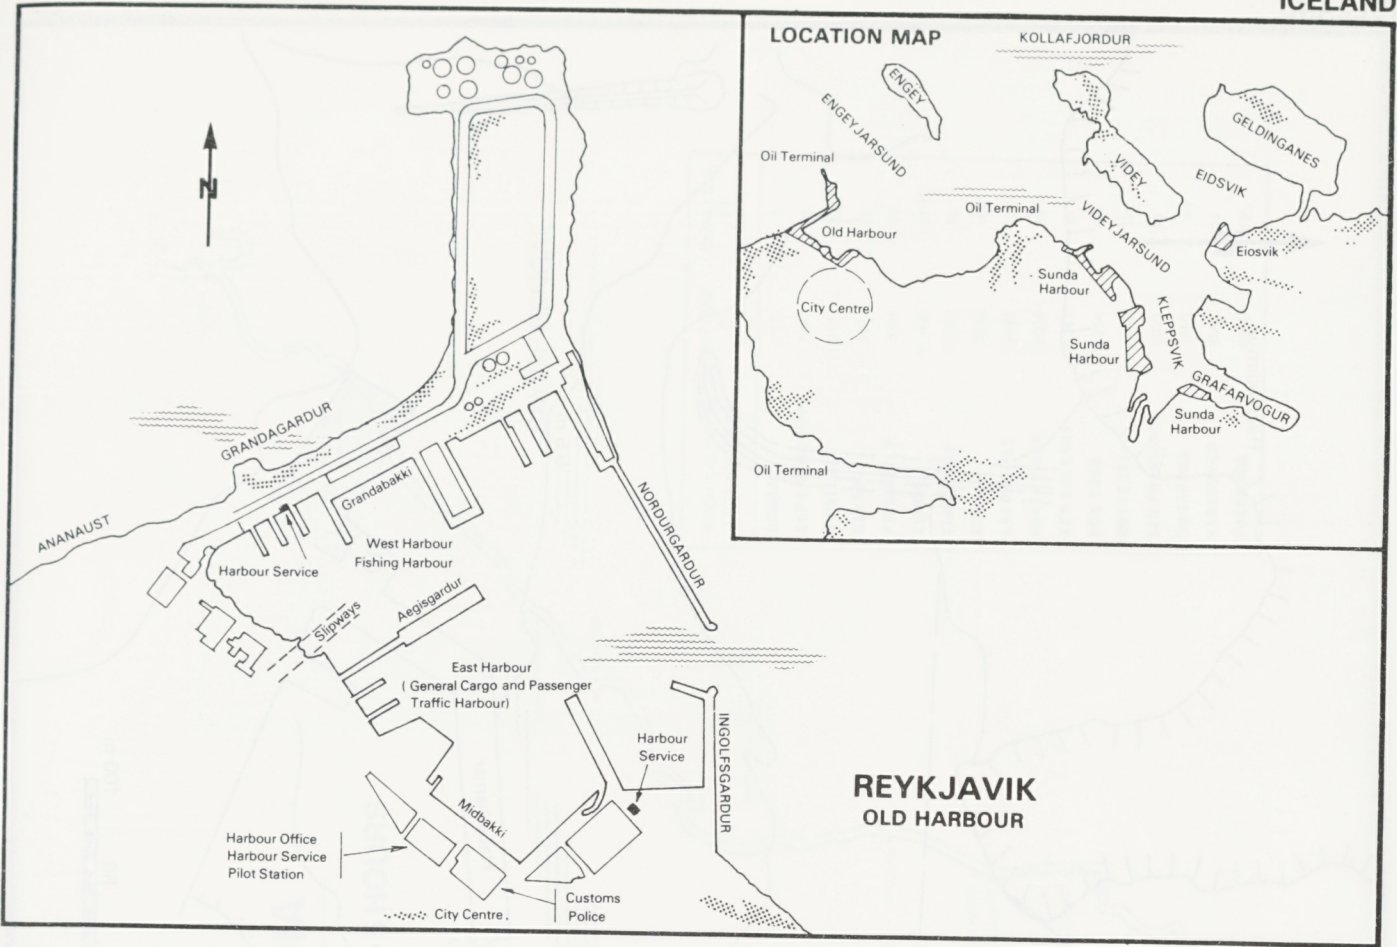 ICELAND
LOCATION MAP
KOLLAFJORDUR
ENGEY
ENGEYJARSUND
GELDINGANES
Oil Terminal
VIDEY
EIDSVIK
Oil Terminal
VIDEYJARSUND
Old Harbour
Eiosvik
Sunda
Harbour
City Centre
KLEPPSVIK
Sunda
Harbour
GRAFARVOGUR
Sunda
Harbour
Oil Terminal
N
GRANDAGARDUR
Grandabakki
ANANAUST
NORDURGARDUR
West Harbour
Fishing Harbour
Harbour Service
Aegisgardur
Slipways
East Harbour
( General Cargo and Passenger
Traffic Harbour)
Harbour
Service
INGOLFSGARDUR
REYKJAVIK
OLD HARBOUR
Midbakki
Harbour Office
Harbour Service
Pilot Station
Customs
Police
City Centre.